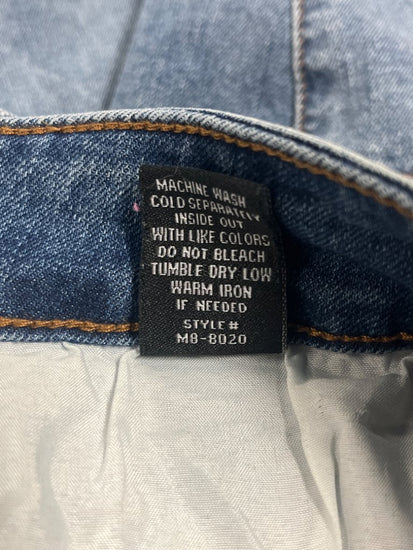 MACHINE WASH
COLD SEPARATELY
INSIDE OUT
WITH LIKE COLORS
DO NOT BLEACH
TUMBLE DRY LOW
WARM IRON
IF NEEDED
STYLE #
M8-8020